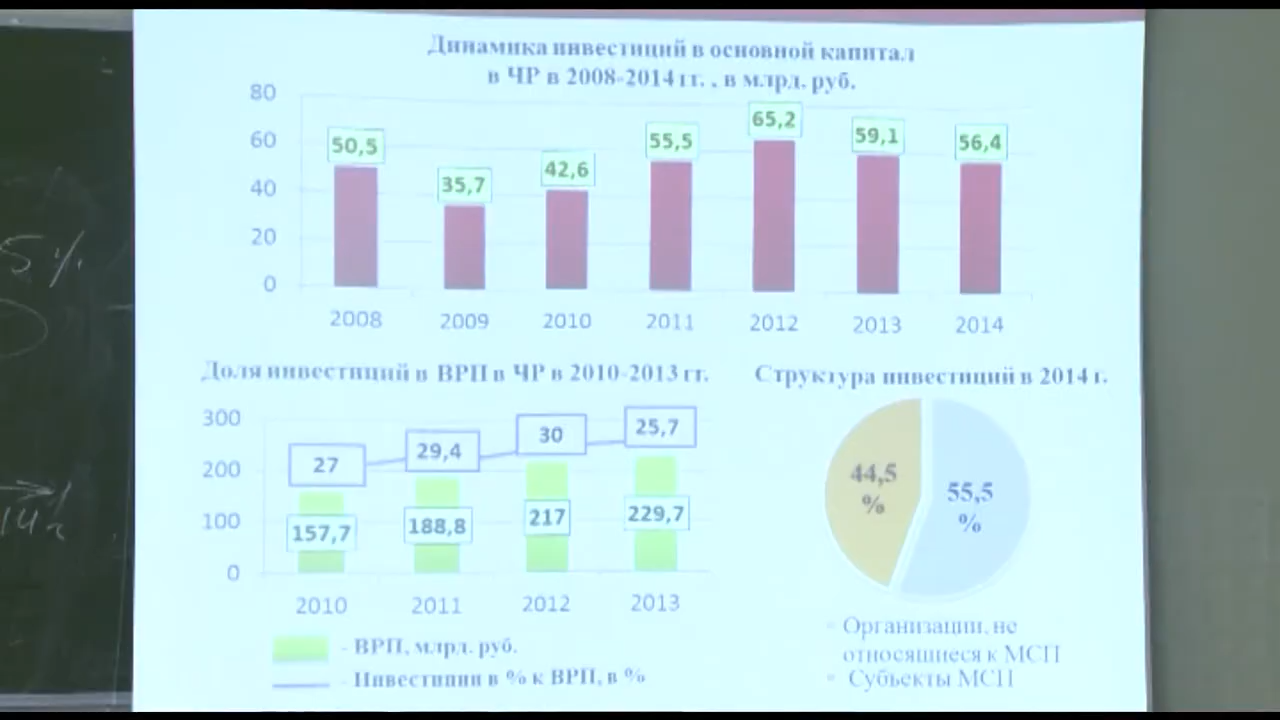 Динамика инвестиций в основной капитал
в ЧР в 2008-2014 гг. , в млрд. руб.
80
60
40
20
0
50,5
35,7
42,6
55,5
65,2
59,1
56,4
2008 2009 2010 2011 2012 2013 2014
Доля инвестиций в ВРП в ЧР в 2010-2013 гг.
300
200
100
0
27
29,4
30
25,7
157,7
188,8
217
229,7
2010 2011 2012 2013
- ВРП, млрд. руб.
- Инвестиции в % к ВРП, в %
Структура инвестиций в 2014 г.
44,5
%
55,5
%
Организации, не
относящиеся к МСП
Субъекты МСП
5 %